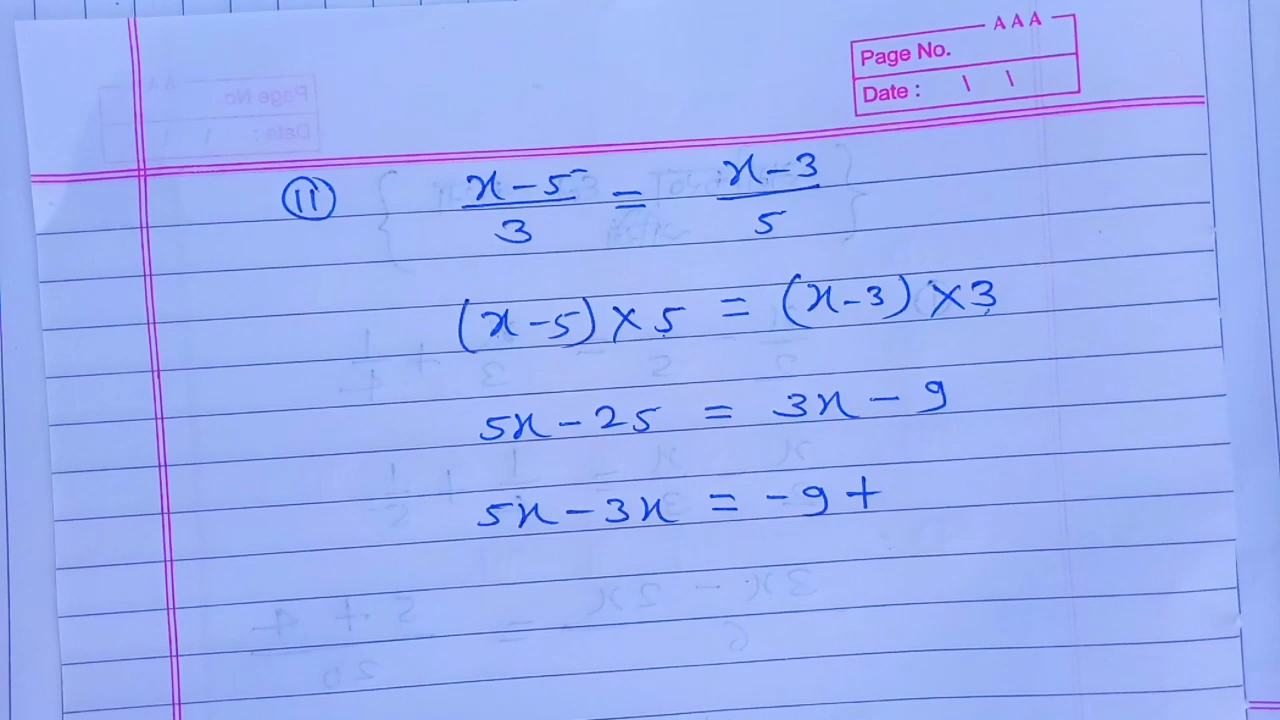 AAA
Page No.
Date : \ \
⑪ x-5/3 = x-3/5
(x-5)×5 = (x-3)×3
5x-25 = 3x-9
5x-3x = -9+